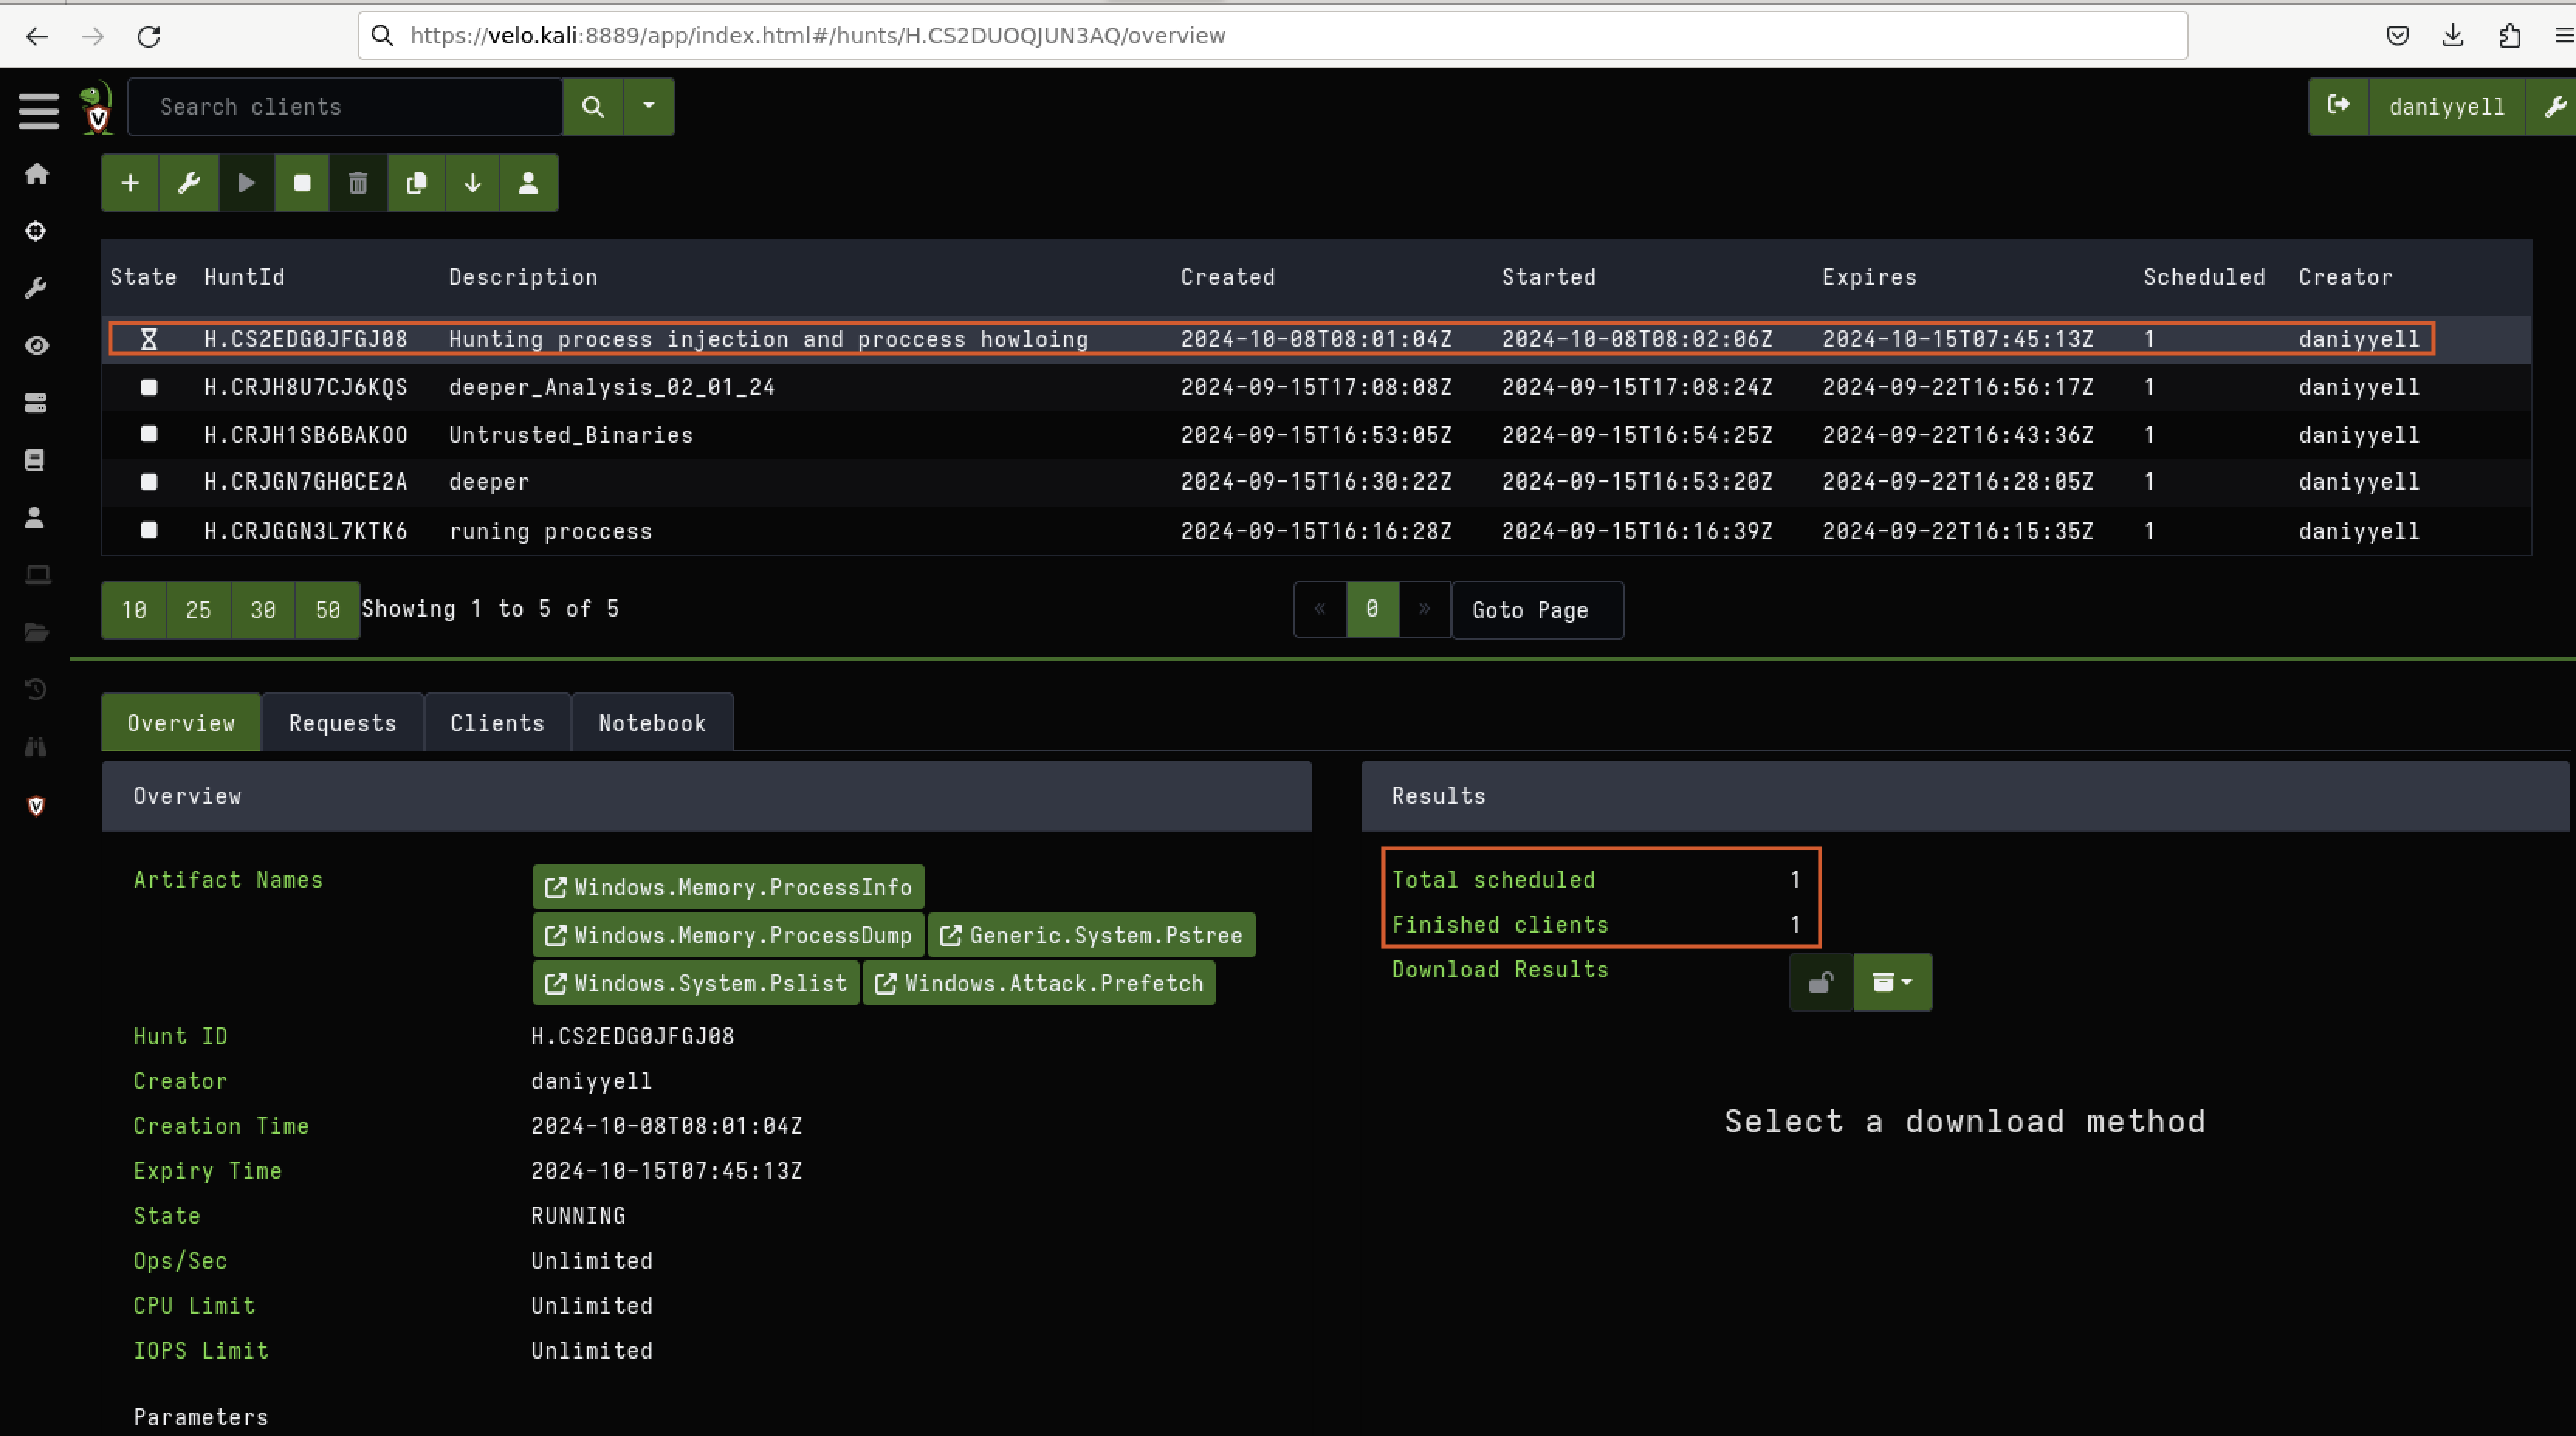 https://velo.kali:8889/app/index.html#/hunts/H.CS2DUOQJUN3AQ/overview
Search clients
daniyyell
State HuntId Description Created Started Expires Scheduled Creator
H.CS2EDG0JFGJ08 Hunting process injection and proccess howloing 2024-10-08T08:01:04Z 2024-10-08T08:02:06Z 2024-10-15T07:45:13Z 1 daniyyell
H.CRJH8U7CJ6KQS deeper_Analysis_02_01_24 2024-09-15T17:08:08Z 2024-09-15T17:08:24Z 2024-09-22T16:56:17Z 1 daniyyell
H.CRJH1SB6BAKOO Untrusted_Binaries 2024-09-15T16:53:05Z 2024-09-15T16:54:25Z 2024-09-22T16:43:36Z 1 daniyyell
H.CRJGN7GH0CE2A deeper 2024-09-15T16:30:22Z 2024-09-15T16:53:20Z 2024-09-22T16:28:05Z 1 daniyyell
H.CRJGGN3L7KTK6 runing proccess 2024-09-15T16:16:28Z 2024-09-15T16:16:39Z 2024-09-22T16:15:35Z 1 daniyyell
10 25 30 50 Showing 1 to 5 of 5 « 0 » Goto Page
Overview Requests Clients Notebook
Overview
Artifact Names
Windows.Memory.ProcessInfo
Windows.Memory.ProcessDump Generic.System.Pstree
Windows.System.Pslist Windows.Attack.Prefetch
Hunt ID H.CS2EDG0JFGJ08
Creator daniyyell
Creation Time 2024-10-08T08:01:04Z
Expiry Time 2024-10-15T07:45:13Z
State RUNNING
Ops/Sec Unlimited
CPU Limit Unlimited
IOPS Limit Unlimited
Parameters
Results
Total scheduled 1
Finished clients 1
Download Results
Select a download method